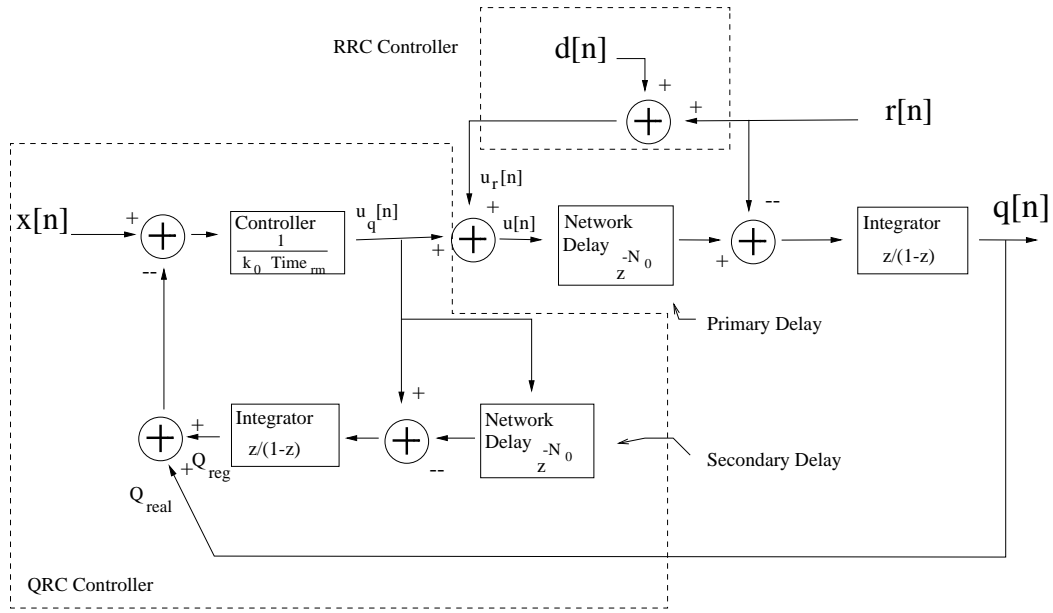 RRC Controller
d[n]
+
+
+
r[n]
u_r[n]
x[n]
+
+
--
Controller
1
k_0 Time_rm
u_q[n]
+
+
+
u[n]
Network
Delay
z^-N_0
--
+
+
Integrator
z/(1-z)
q[n]
Primary Delay
+
+
+
Q_reg
Q_real
Integrator
z/(1-z)
+
+
--
Network
Delay
z^-N_0
Secondary Delay
QRC Controller